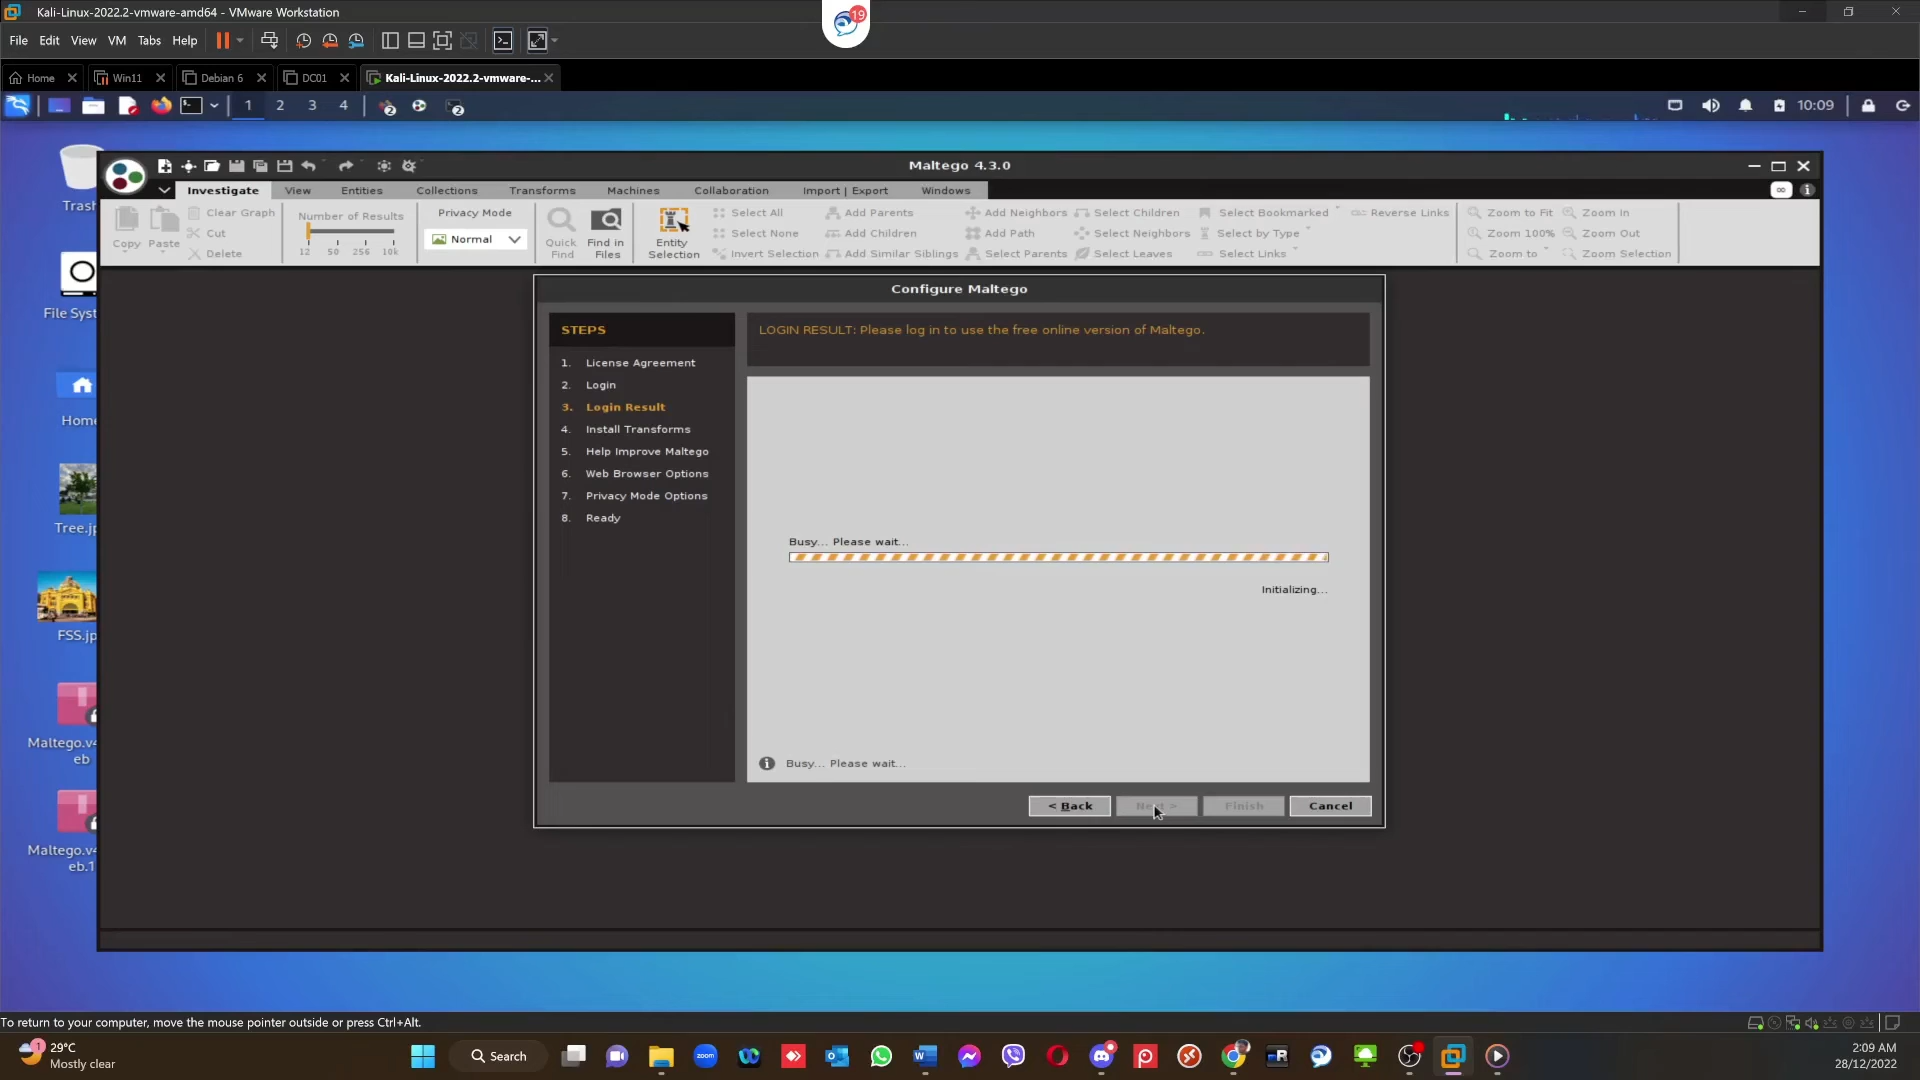 Kali-Linux-2022.2-vmware-amd64 - VMware Workstation
19
File Edit View VM Tabs Help
Home Win11 Debian 6 DC01 Kali-Linux-2022.2-vmware-...
1 2 3 4 2 2 10:09
Trash
File Syst
Home
Tree.jp
FSS.jp
Maltego.v4
eb
Maltego.v4
eb.1
Maltego 4.3.0
Investigate View Entities Collections Transforms Machines Collaboration Import | Export Windows
Copy Paste Clear Graph
Cut
Delete
Number of Results
12 50 256 10k
Privacy Mode
Normal
Quick Find
Find in Files
Entity Selection
Select All
Select None
Invert Selection
Add Parents
Add Children
Add Similar Siblings
Add Neighbors
Add Path
Select Parents
Select Children
Select Neighbors
Select Leaves
Select Bookmarked
Select by Type
Select Links
Reverse Links
Zoom to Fit
Zoom 100%
Zoom to
Zoom In
Zoom Out
Zoom Selection
Configure Maltego
STEPS
1. License Agreement
2. Login
3. Login Result
4. Install Transforms
5. Help Improve Maltego
6. Web Browser Options
7. Privacy Mode Options
8. Ready
LOGIN RESULT: Please log in to use the free online version of Maltego.
Busy... Please wait...
Initializing...
Busy... Please wait...
< Back Next > Finish Cancel
To return to your computer, move the mouse pointer outside or press Ctrl+Alt.
1
29°C
Mostly clear
Search
zoom
2:09 AM
28/12/2022